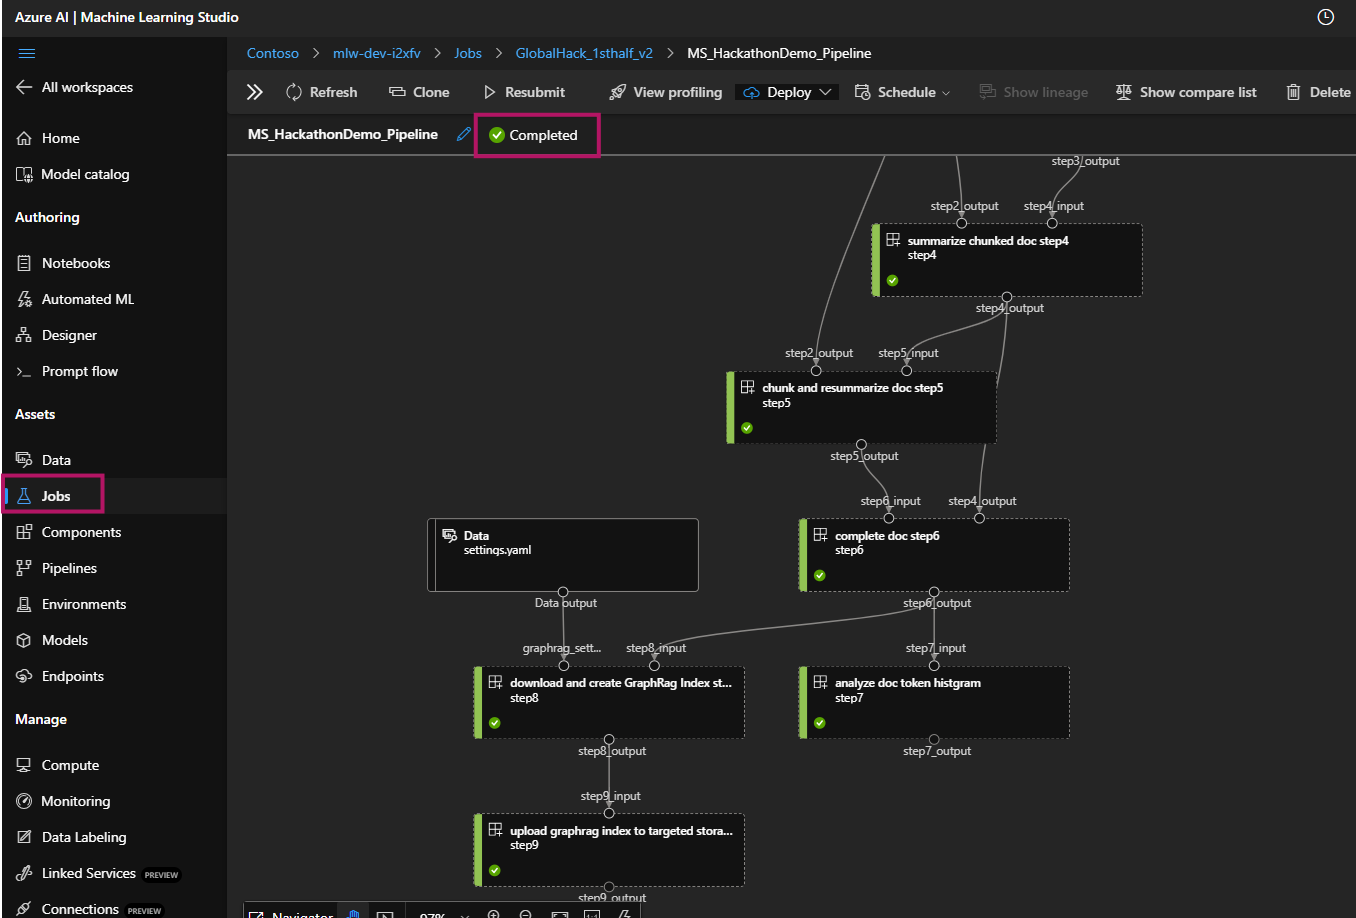 Azure AI | Machine Learning Studio
All workspaces
Home
Model catalog
Authoring
Notebooks
Automated ML
Designer
Prompt flow
Assets
Data
Jobs
Components
Pipelines
Environments
Models
Endpoints
Manage
Compute
Monitoring
Data Labeling
Linked Services PREVIEW
Connections PREVIEW
Contoso > mlw-dev-i2xfv > Jobs > GlobalHack_1sthalf_v2 > MS_HackathonDemo_Pipeline
Refresh Clone Resubmit View profiling Deploy Schedule Show lineage Show compare list Delete
MS_HackathonDemo_Pipeline Completed
step3_output
step2_output step4_input
summarize chunked doc step4
step4
step4_output
step2_output step5_input
chunk and resummarize doc step5
step5
step5_output
step6_input step4_output
Data
settings.yaml
Data output
complete doc step6
step6
step6_output
graphrag_sett... step8_input step7_input
download and create GraphRag Index st...
step8
step8_output
analyze doc token histgram
step7
step7_output
step9_input
upload graphrag index to targeted stora...
step9
step9_output
Navigator 97% 1:1